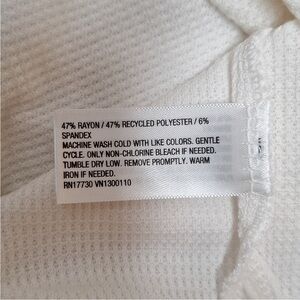 47% RAYON / 47% RECYCLED POLYESTER / 6%
SPANDEX
MACHINE WASH COLD WITH LIKE COLORS. GENTLE
CYCLE. ONLY NON-CHLORINE BLEACH IF NEEDED.
TUMBLE DRY LOW. REMOVE PROMPTLY. WARM
IRON IF NEEDED.
RN17730 VN1300110